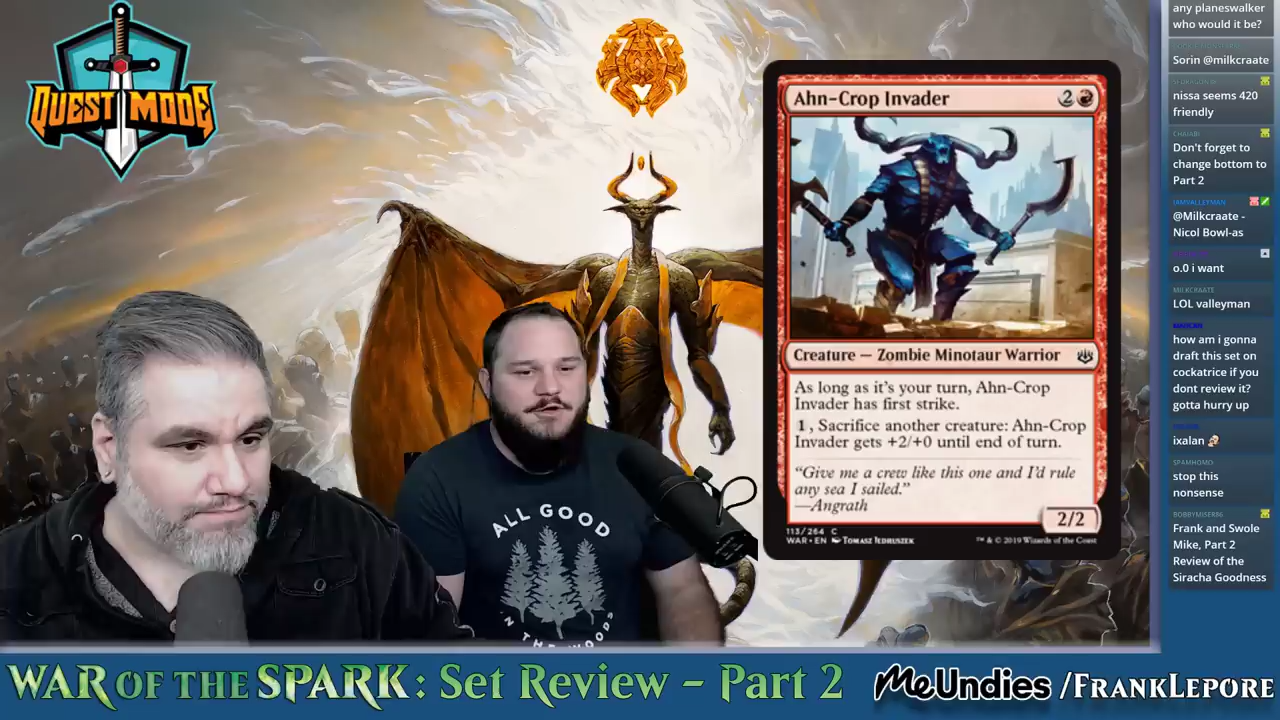 QUEST MODE
Ahn-Crop Invader
2
Creature — Zombie Minotaur Warrior
As long as it's your turn, Ahn-Crop
Invader has first strike.
1, Sacrifice another creature: Ahn-Crop
Invader gets +2/+0 until end of turn.
“Give me a crew like this one and I'd rule
any sea I sailed.”
—Angrath
2/2
113/264 C
WAR • EN Tomasz Jedruszek
™ & © 2019 Wizards of the Coast
ALL GOOD
'N THE WOODS
any planeswalker
who would it be?
Sorin @milkcraate
nissa seems 420
friendly
CHAIABI
Don't forget to
change bottom to
Part 2
IAMVALLEYMAN
@Milkcraate -
Nicol Bowl-as
o.0 i want
MILKCRAATE
LOL valleyman
how am i gonna
draft this set on
cockatrice if you
dont review it?
gotta hurry up
ixalan
SPAMHOMO
stop this
nonsense
BOBBYMISER86
Frank and Swole
Mike, Part 2
Review of the
Siracha Goodness
WAR OF THE SPARK: Set Review - Part 2
MeUndies /FrankLepore